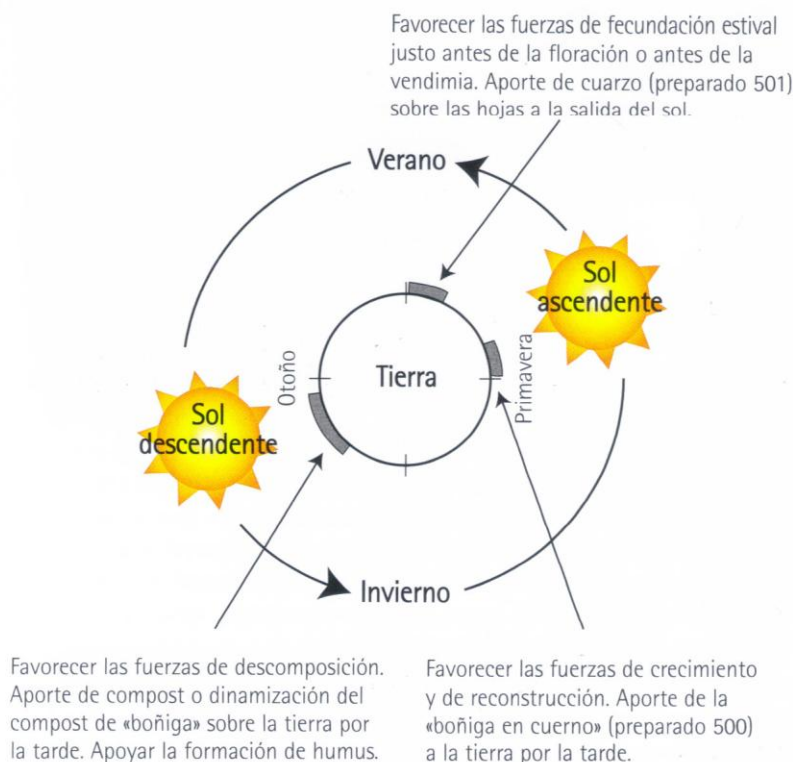 Favorecer las fuerzas de fecundación estival
justo antes de la floración o antes de la
vendimia. Aporte de cuarzo (preparado 501)
sobre las hojas a la salida del sol.
Verano
Sol
ascendente
Otoño
Tierra
Primavera
Sol
descendente
Invierno
Favorecer las fuerzas de descomposición.
Aporte de compost o dinamización del
compost de «boñiga» sobre la tierra por
la tarde. Apoyar la formación de humus.
Favorecer las fuerzas de crecimiento
y de reconstrucción. Aporte de la
«boñiga en cuerno» (preparado 500)
a la tierra por la tarde.